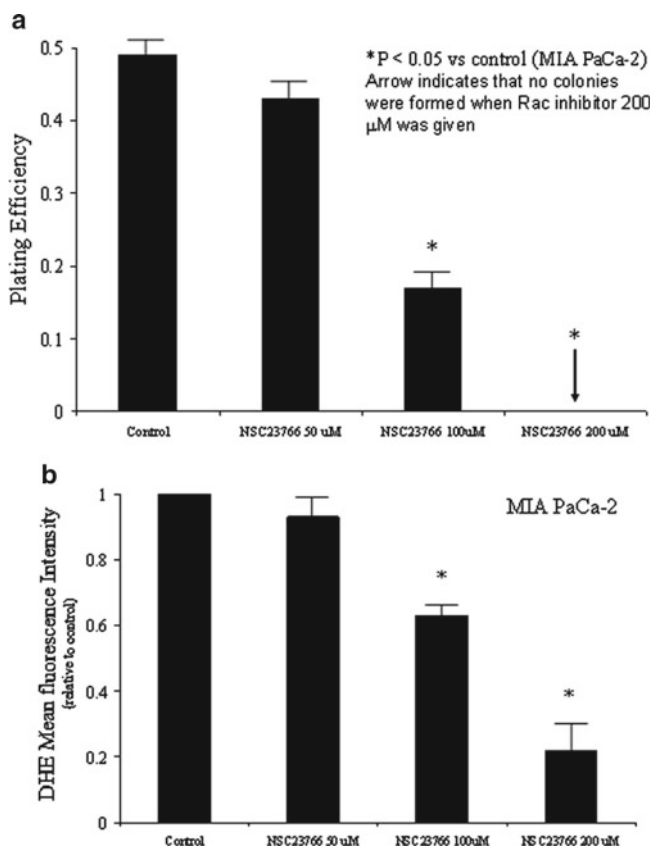 a
0.5
0.4
0.3
0.2
0.1
0
Plating Efficiency
*P < 0.05 vs control (MIA PaCa-2)
Arrow indicates that no colonies
were formed when Rac inhibitor 200
µM was given
*
*
Control
NSC23766 50 uM
NSC23766 100uM
NSC23766 200 uM
b
1
0.8
0.6
0.4
0.2
0
DHE Mean fluorescence Intensity
(relative to control)
MIA PaCa-2
*
*
Control
NSC23766 50 uM
NSC23766 100uM
NSC23766 200 uM